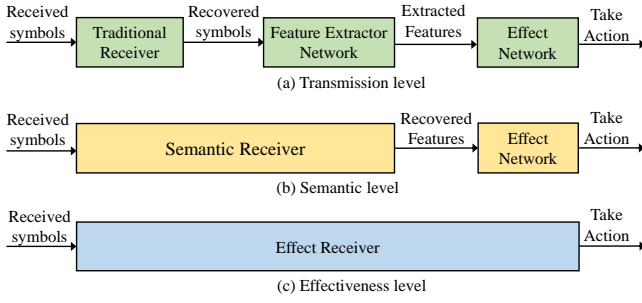 Received
symbols
Traditional
Receiver
Recovered
symbols
Feature Extractor
Network
Extracted
Features
Effect
Network
Take
Action
(a) Transmission level
Received
symbols
Semantic Receiver
Recovered
Features
Effect
Network
Take
Action
(b) Semantic level
Received
symbols
Effect Receiver
Take
Action
(c) Effectiveness level